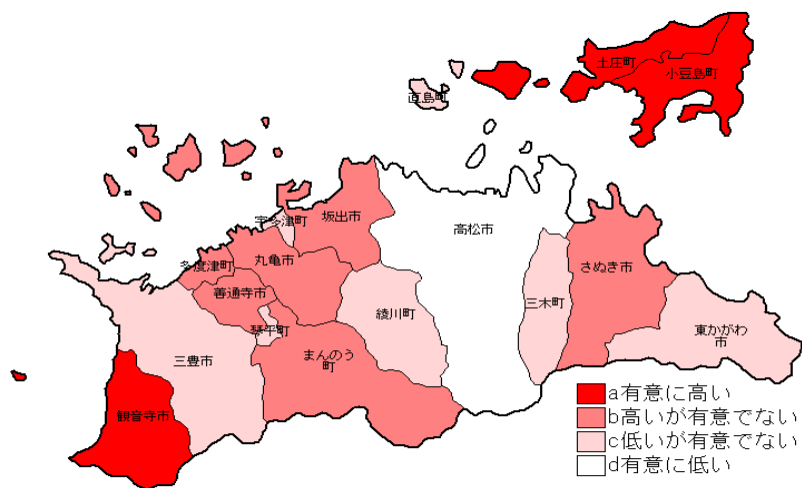 土庄町
小豆島町
直島町
宇多津町
坂出市
高松市
多度津町
丸亀市
さぬき市
善通寺市
三木町
綾川町
琴平町
東かがわ
市
三豊市
まんのう
町
観音寺市
a有意に高い
b高いが有意でない
c低いが有意でない
d有意に低い